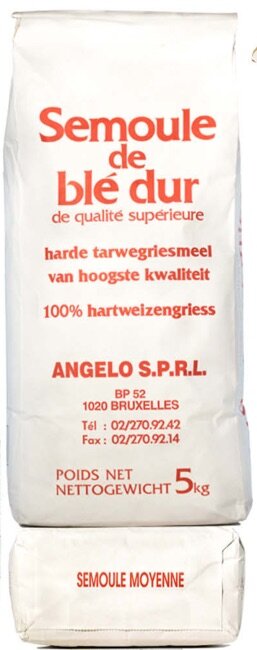 Semoule
de
blé dur
de qualité supérieure
harde tarwegriesmeel
van hoogste kwaliteit
100% hartweizengriess
ANGELO S.P.R.L.
BP 52
1020 BRUXELLES
Tél : 02/270.92.42
Fax : 02/270.92.14
POIDS NET
NETTOGEWICHT 5kg
SEMOULE MOYENNE